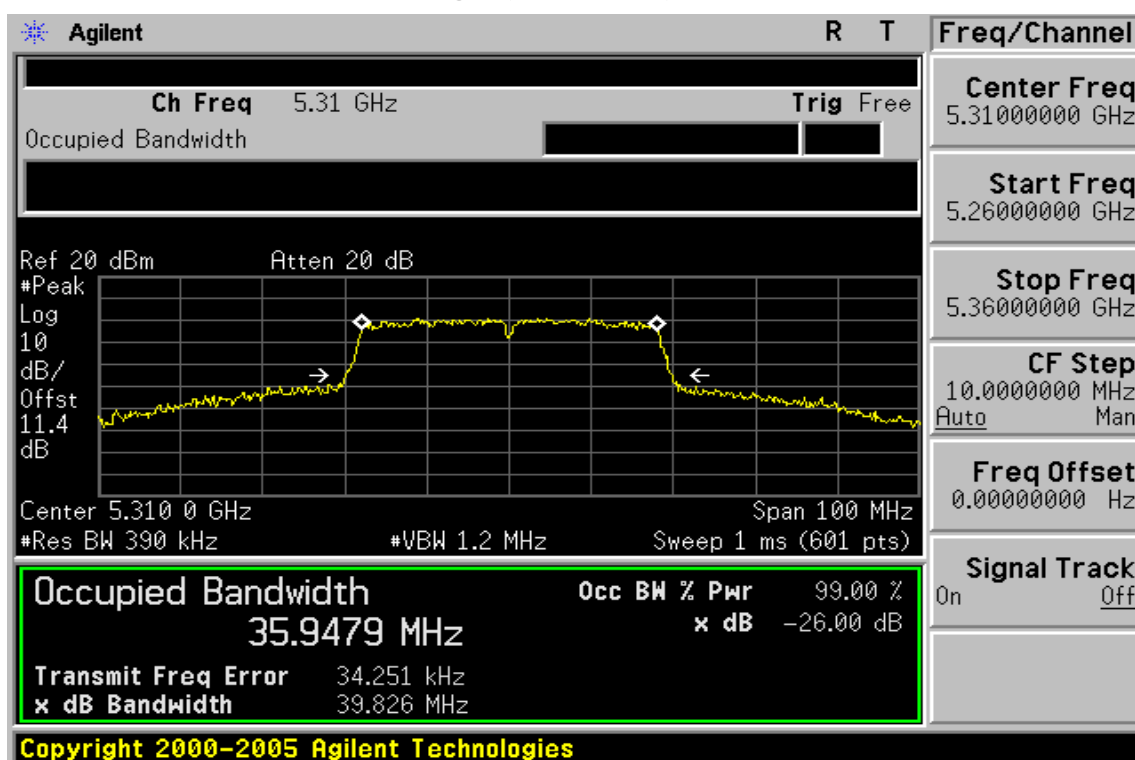 Agilent R T
Ch Freq 5.31 GHz Trig Free
Occupied Bandwidth
Ref 20 dBm Atten 20 dB
#Peak
Log
10
dB/
Offst
11.4
dB
Center 5.310 0 GHz Span 100 MHz
#Res BW 390 kHz #VBW 1.2 MHz Sweep 1 ms (601 pts)
Occupied Bandwidth Occ BW % Pwr 99.00 %
35.9479 MHz x dB -26.00 dB
Transmit Freq Error 34.251 kHz
x dB Bandwidth 39.826 MHz
Copyright 2000-2005 Agilent Technologies
Freq/Channel
Center Freq
5.31000000 GHz
Start Freq
5.26000000 GHz
Stop Freq
5.36000000 GHz
CF Step
10.0000000 MHz
Auto Man
Freq Offset
0.00000000 Hz
Signal Track
On Off